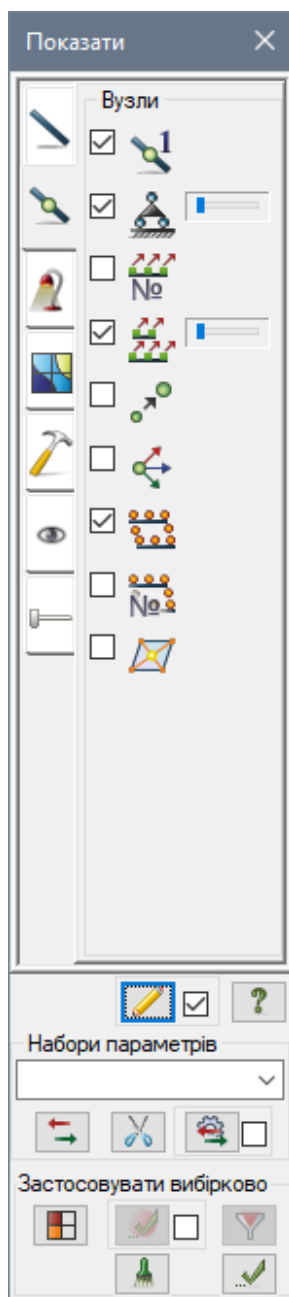 Показати
Вузли
1
№
№
?
Набори параметрів
Застосовувати вибірково